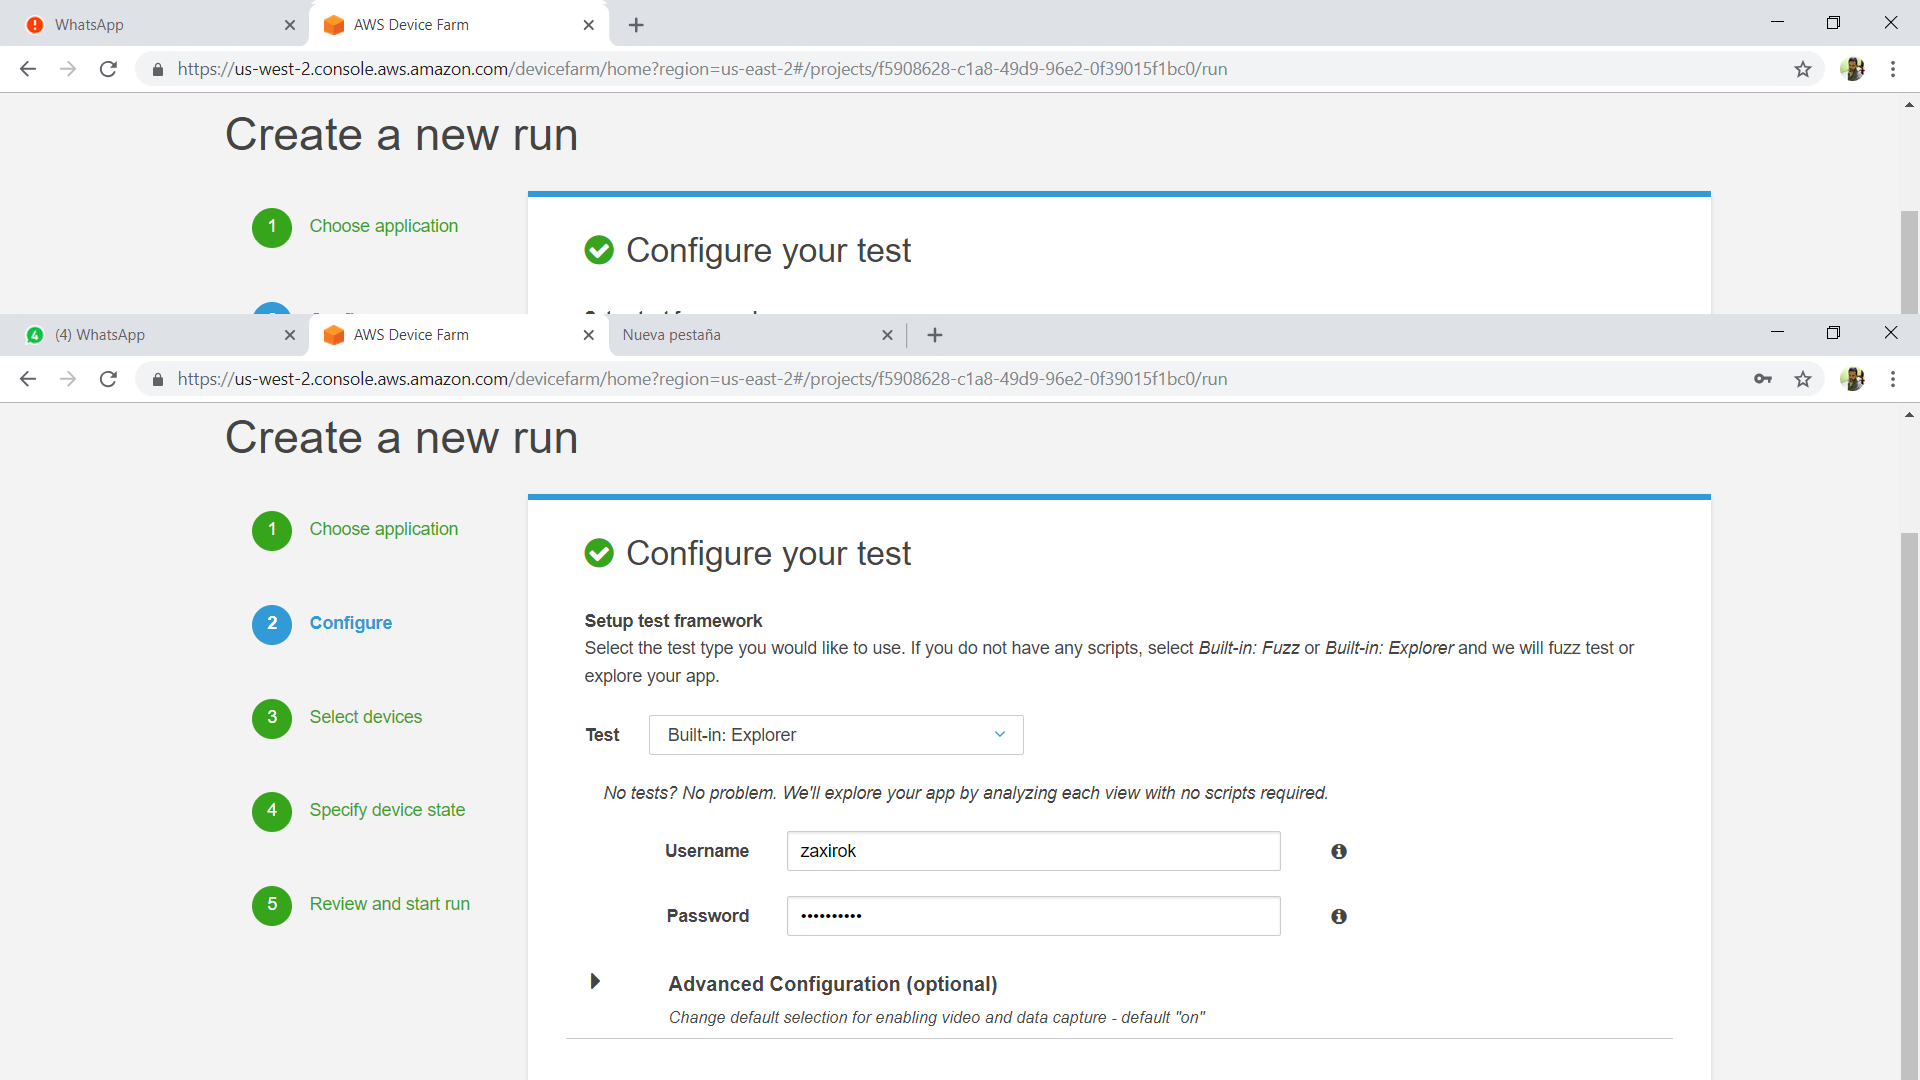 WhatsApp
AWS Device Farm
https://us-west-2.console.aws.amazon.com/devicefarm/home?region=us-east-2#/projects/f5908628-c1a8-49d9-96e2-0f39015f1bc0/run
Create a new run
1 Choose application
Configure your test
4 (4) WhatsApp
AWS Device Farm
Nueva pestaña
https://us-west-2.console.aws.amazon.com/devicefarm/home?region=us-east-2#/projects/f5908628-c1a8-49d9-96e2-0f39015f1bc0/run
Create a new run
1 Choose application
2 Configure
3 Select devices
4 Specify device state
5 Review and start run
Configure your test
Setup test framework
Select the test type you would like to use. If you do not have any scripts, select Built-in: Fuzz or Built-in: Explorer and we will fuzz test or
explore your app.
Test Built-in: Explorer
No tests? No problem. We'll explore your app by analyzing each view with no scripts required.
Username zaxirok
Password ••••••••••
Advanced Configuration (optional)
Change default selection for enabling video and data capture - default "on"